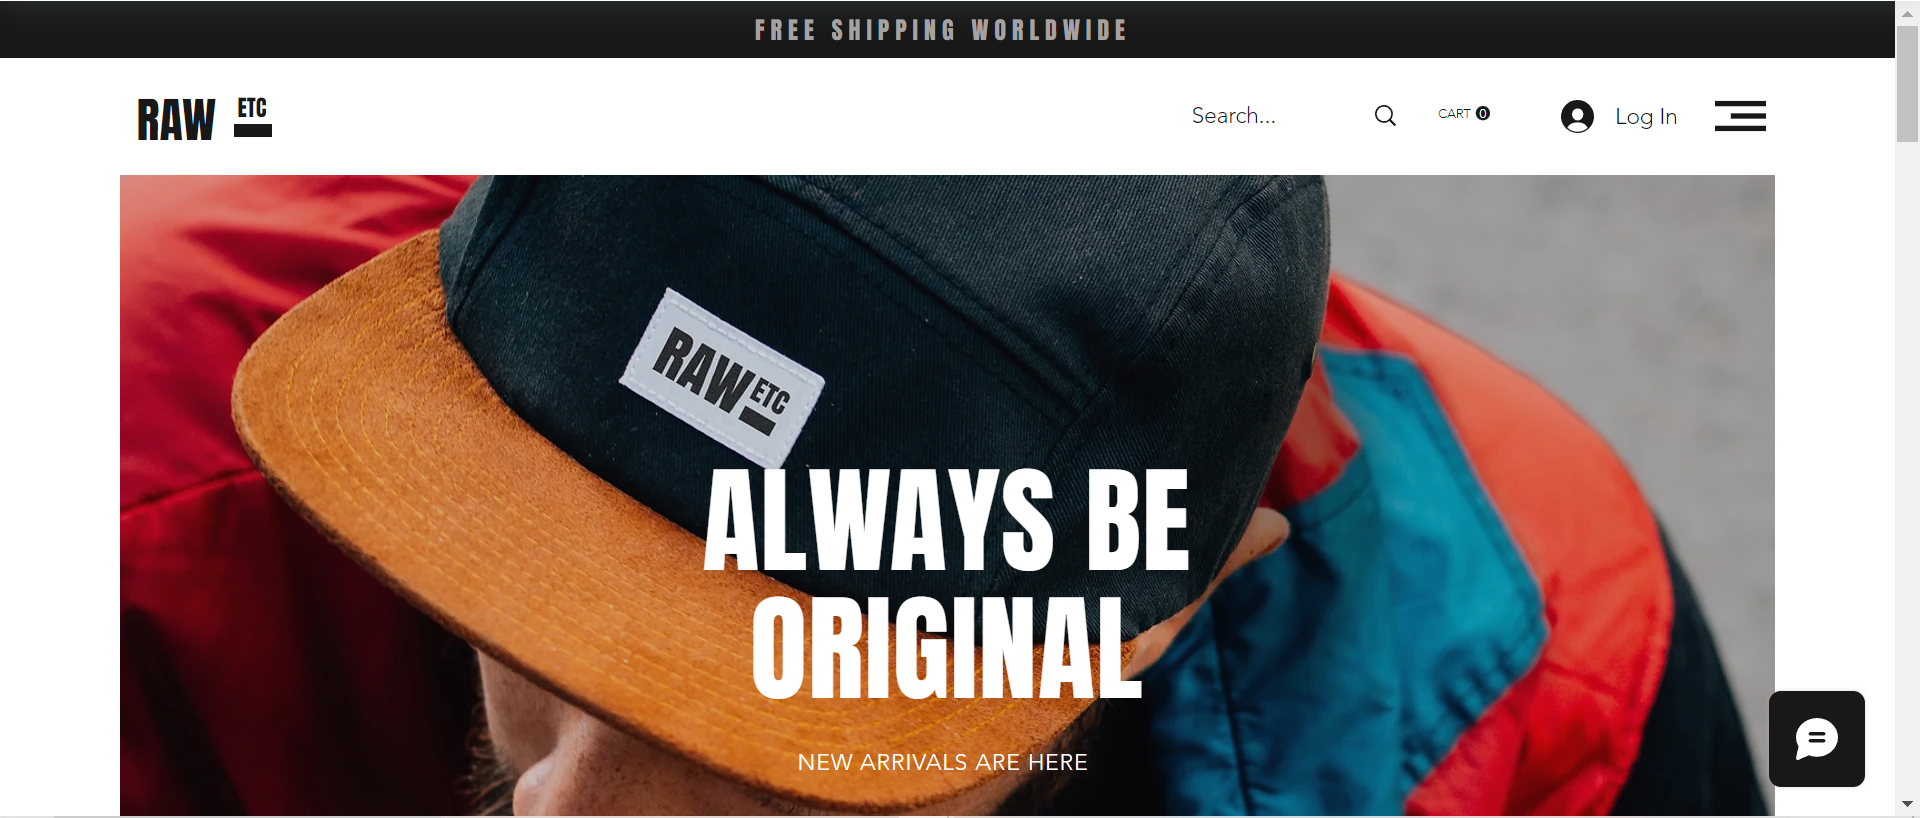 FREE SHIPPING WORLDWIDE
RAW ETC
Search...
CART 0
Log In
RAW ETC
ALWAYS BE
ORIGINAL
NEW ARRIVALS ARE HERE